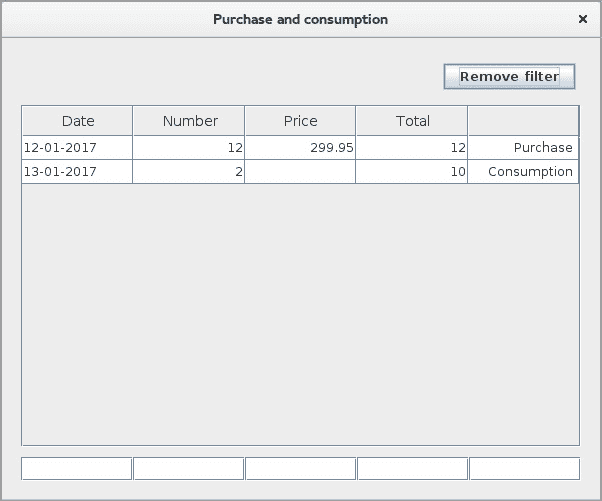 Purchase and consumption ×
Remove filter
Date Number Price Total
12-01-2017 12 299.95 12 Purchase
13-01-2017 2 10 Consumption